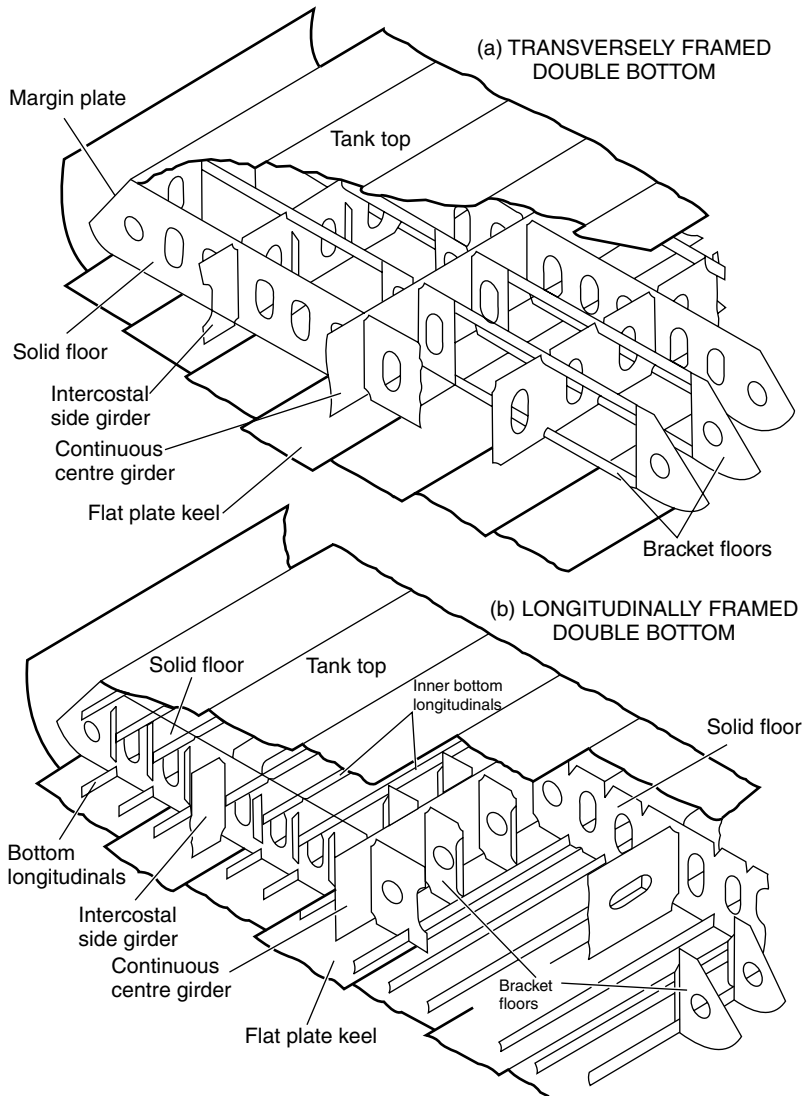 (a) TRANSVERSELY FRAMED
DOUBLE BOTTOM
Margin plate
Tank top
Solid floor
Intercostal
side girder
Continuous
centre girder
Flat plate keel
Bracket floors
(b) LONGITUDINALLY FRAMED
DOUBLE BOTTOM
Solid floor
Tank top
Inner bottom
longitudinals
Solid floor
Bottom
longitudinals
Intercostal
side girder
Continuous
centre girder
Bracket
floors
Flat plate keel